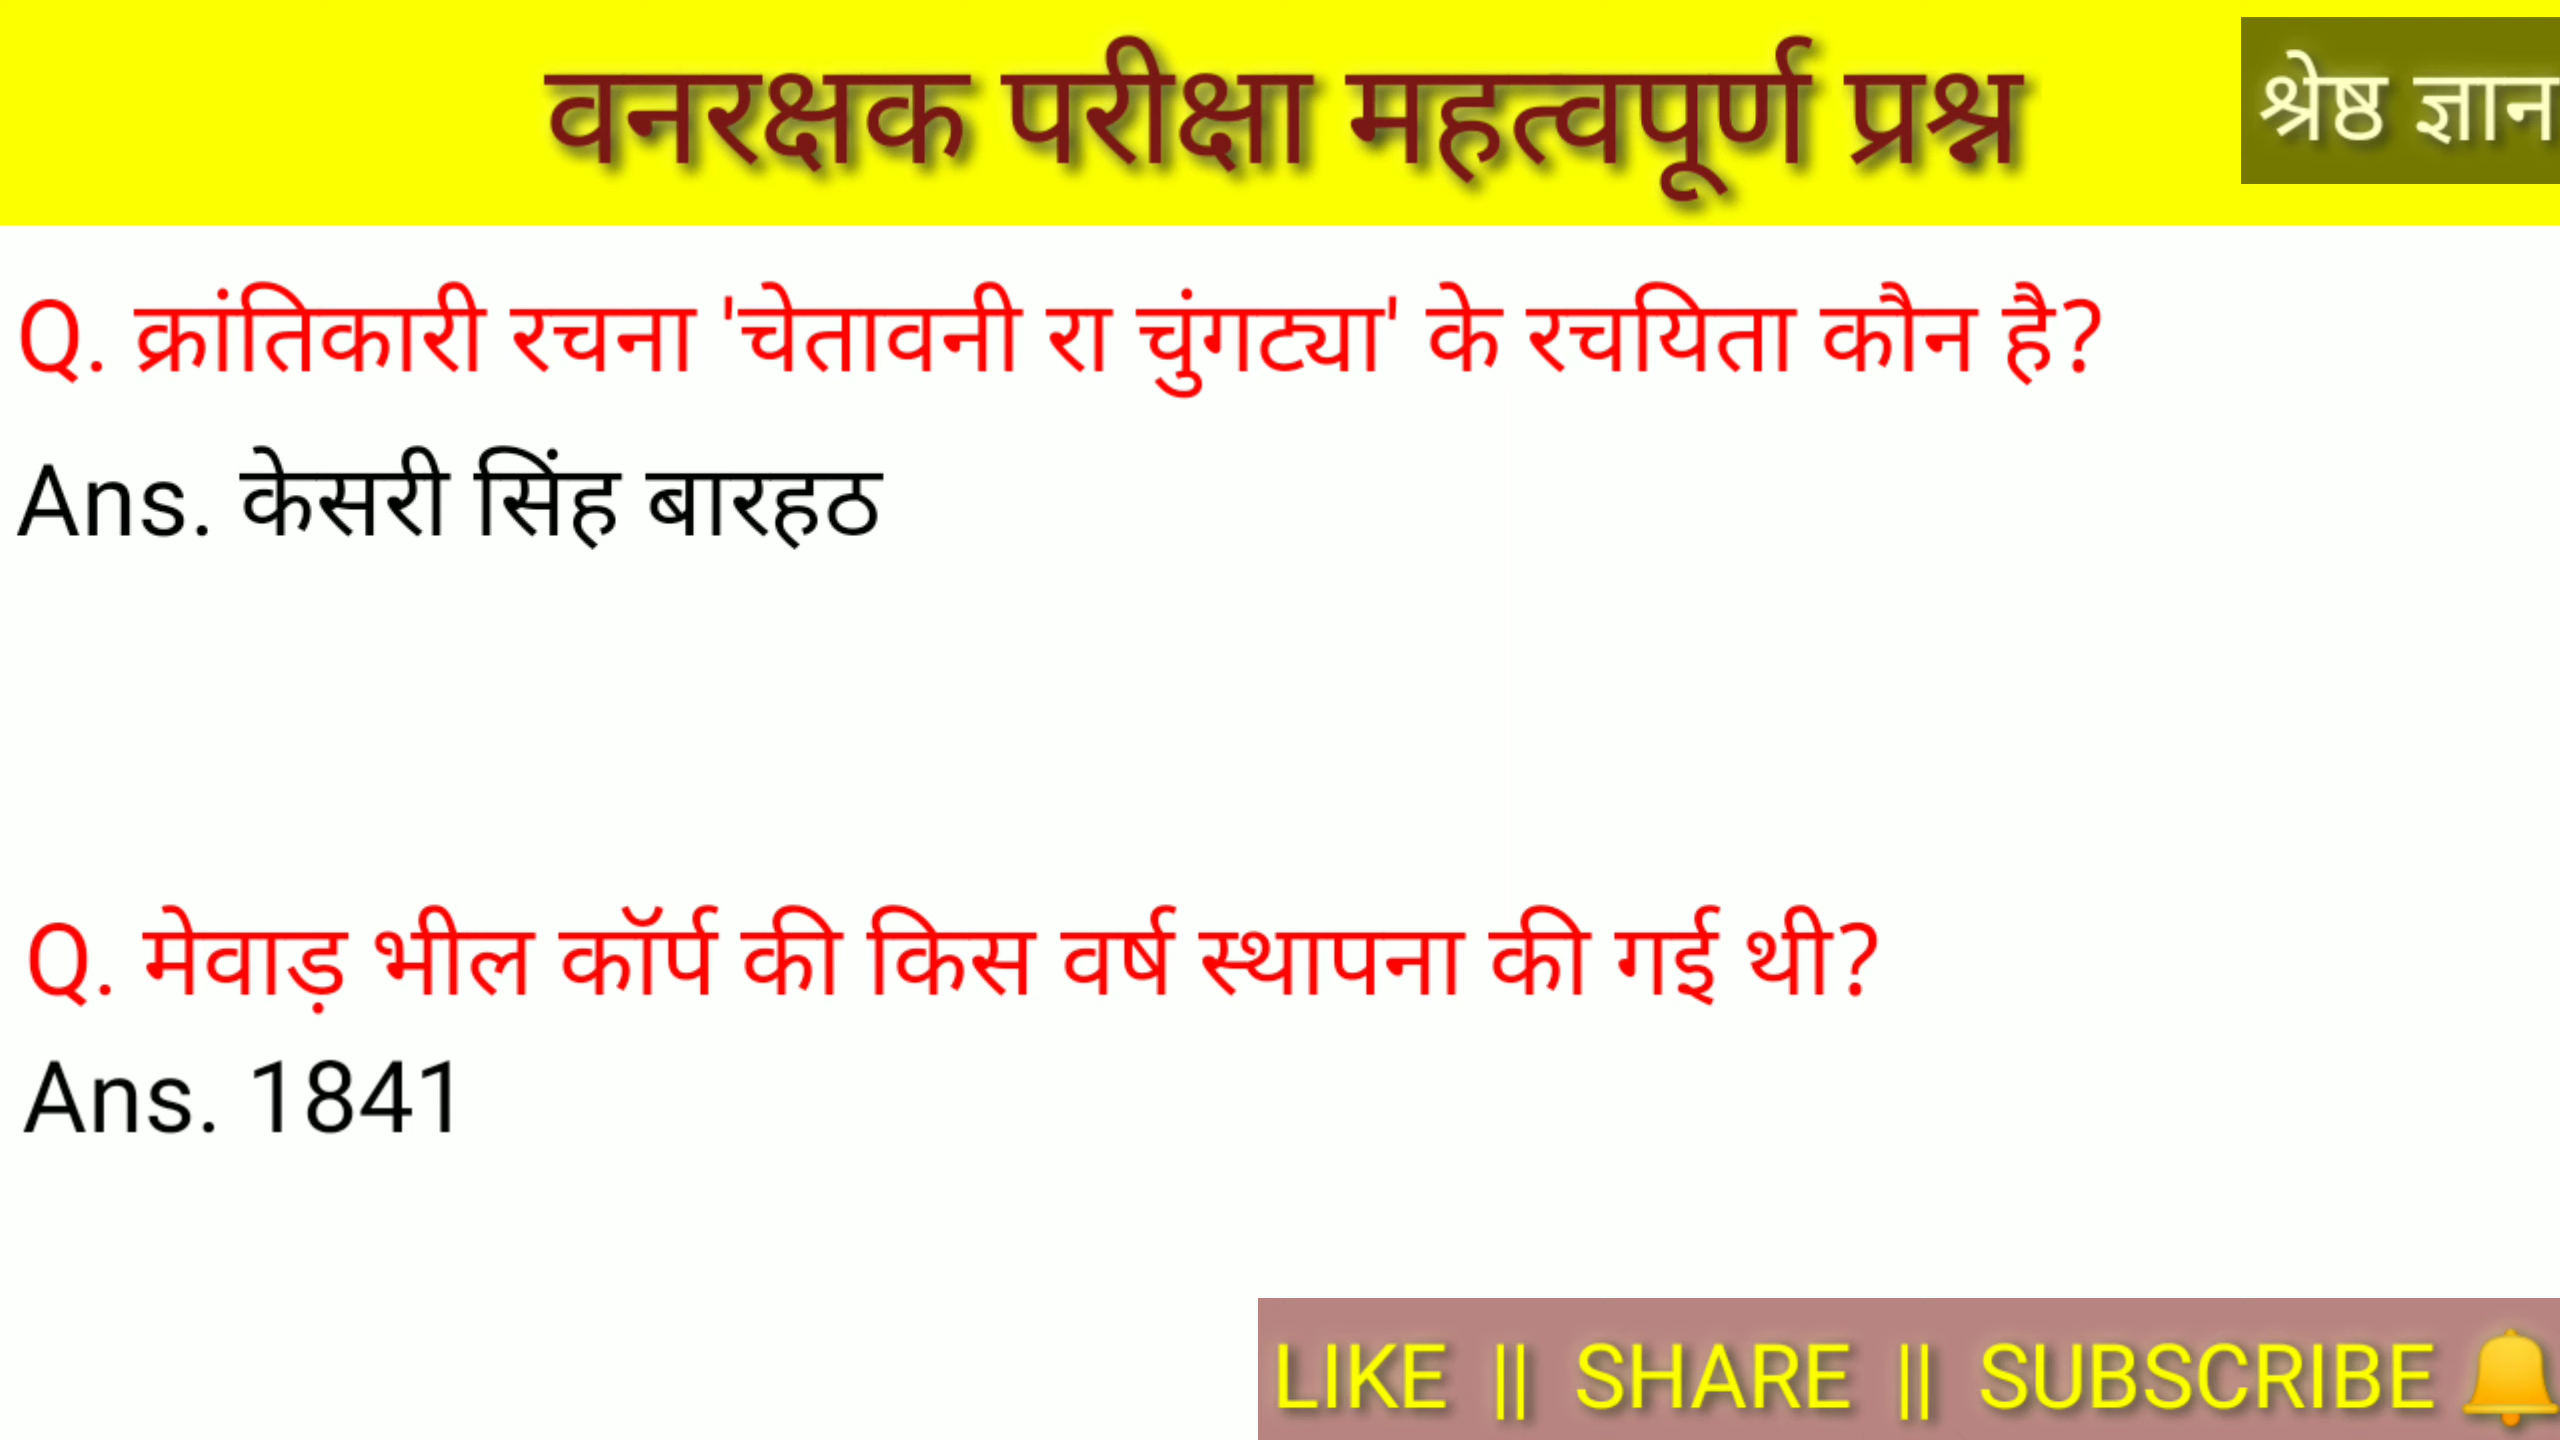 वनरक्षक परीक्षा महत्वपूर्ण प्रश्न
श्रेष्ठ ज्ञान
Q. क्रांतिकारी रचना 'चेतावनी रा चुंगट्या' के रचयिता कौन है?
Ans. केसरी सिंह बारहठ
Q. मेवाड़ भील कॉर्प की किस वर्ष स्थापना की गई थी?
Ans. 1841
LIKE || SHARE || SUBSCRIBE 🔔